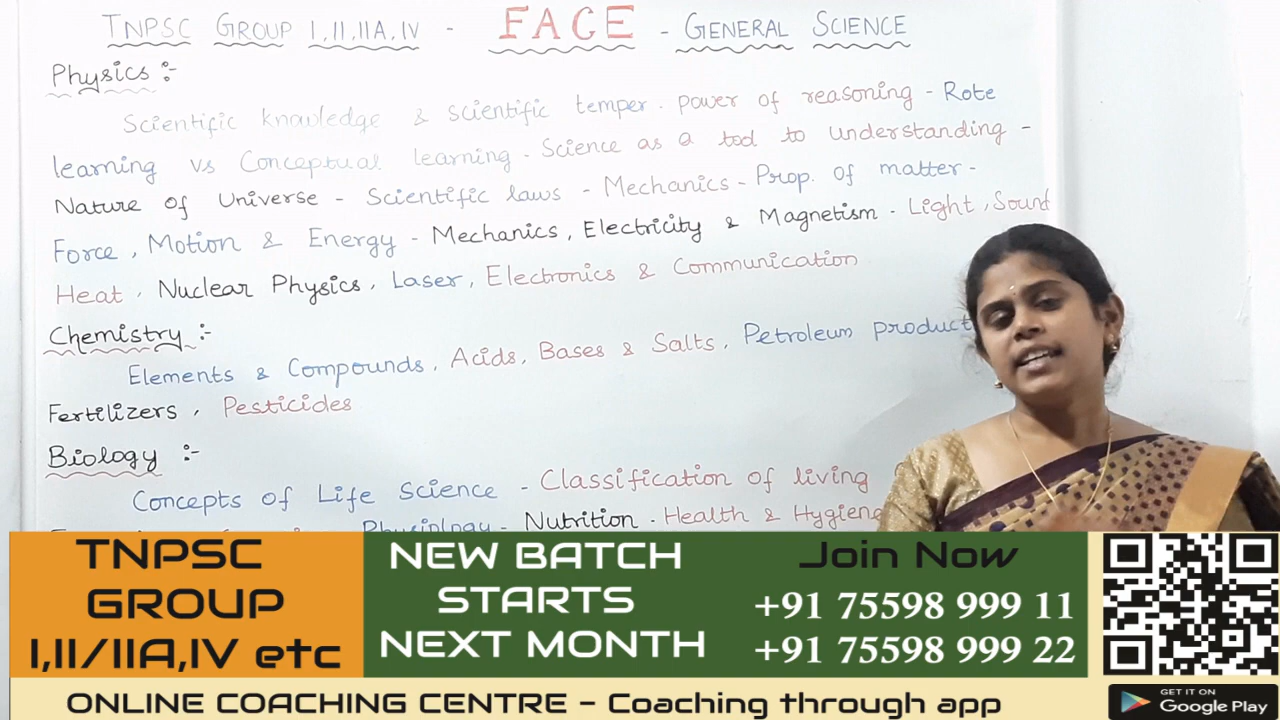 TNPSC GROUP I,II,IIA,IV - FACE - GENERAL SCIENCE
Physics :-
Scientific knowledge & scientific temper - power of reasoning - Rote
learning vs Conceptual learning - Science as a tool to understanding -
Nature of Universe - Scientific laws - Mechanics - Prop. of matter -
Force, Motion & Energy - Mechanics, Electricity & Magnetism - Light, Sound
Heat, Nuclear Physics, Laser, Electronics & Communication
Chemistry :-
Elements & Compounds, Acids, Bases & Salts, Petroleum product
Fertilizers, Pesticides
Biology :-
Concepts of Life Science - Classification of living
Physiology - Nutrition - Health & Hygiene
TNPSC
GROUP
I,II/IIA,IV etc
NEW BATCH
STARTS
NEXT MONTH
Join Now
+91 75598 999 11
+91 75598 999 22
ONLINE COACHING CENTRE - Coaching through app
GET IT ON
Google Play